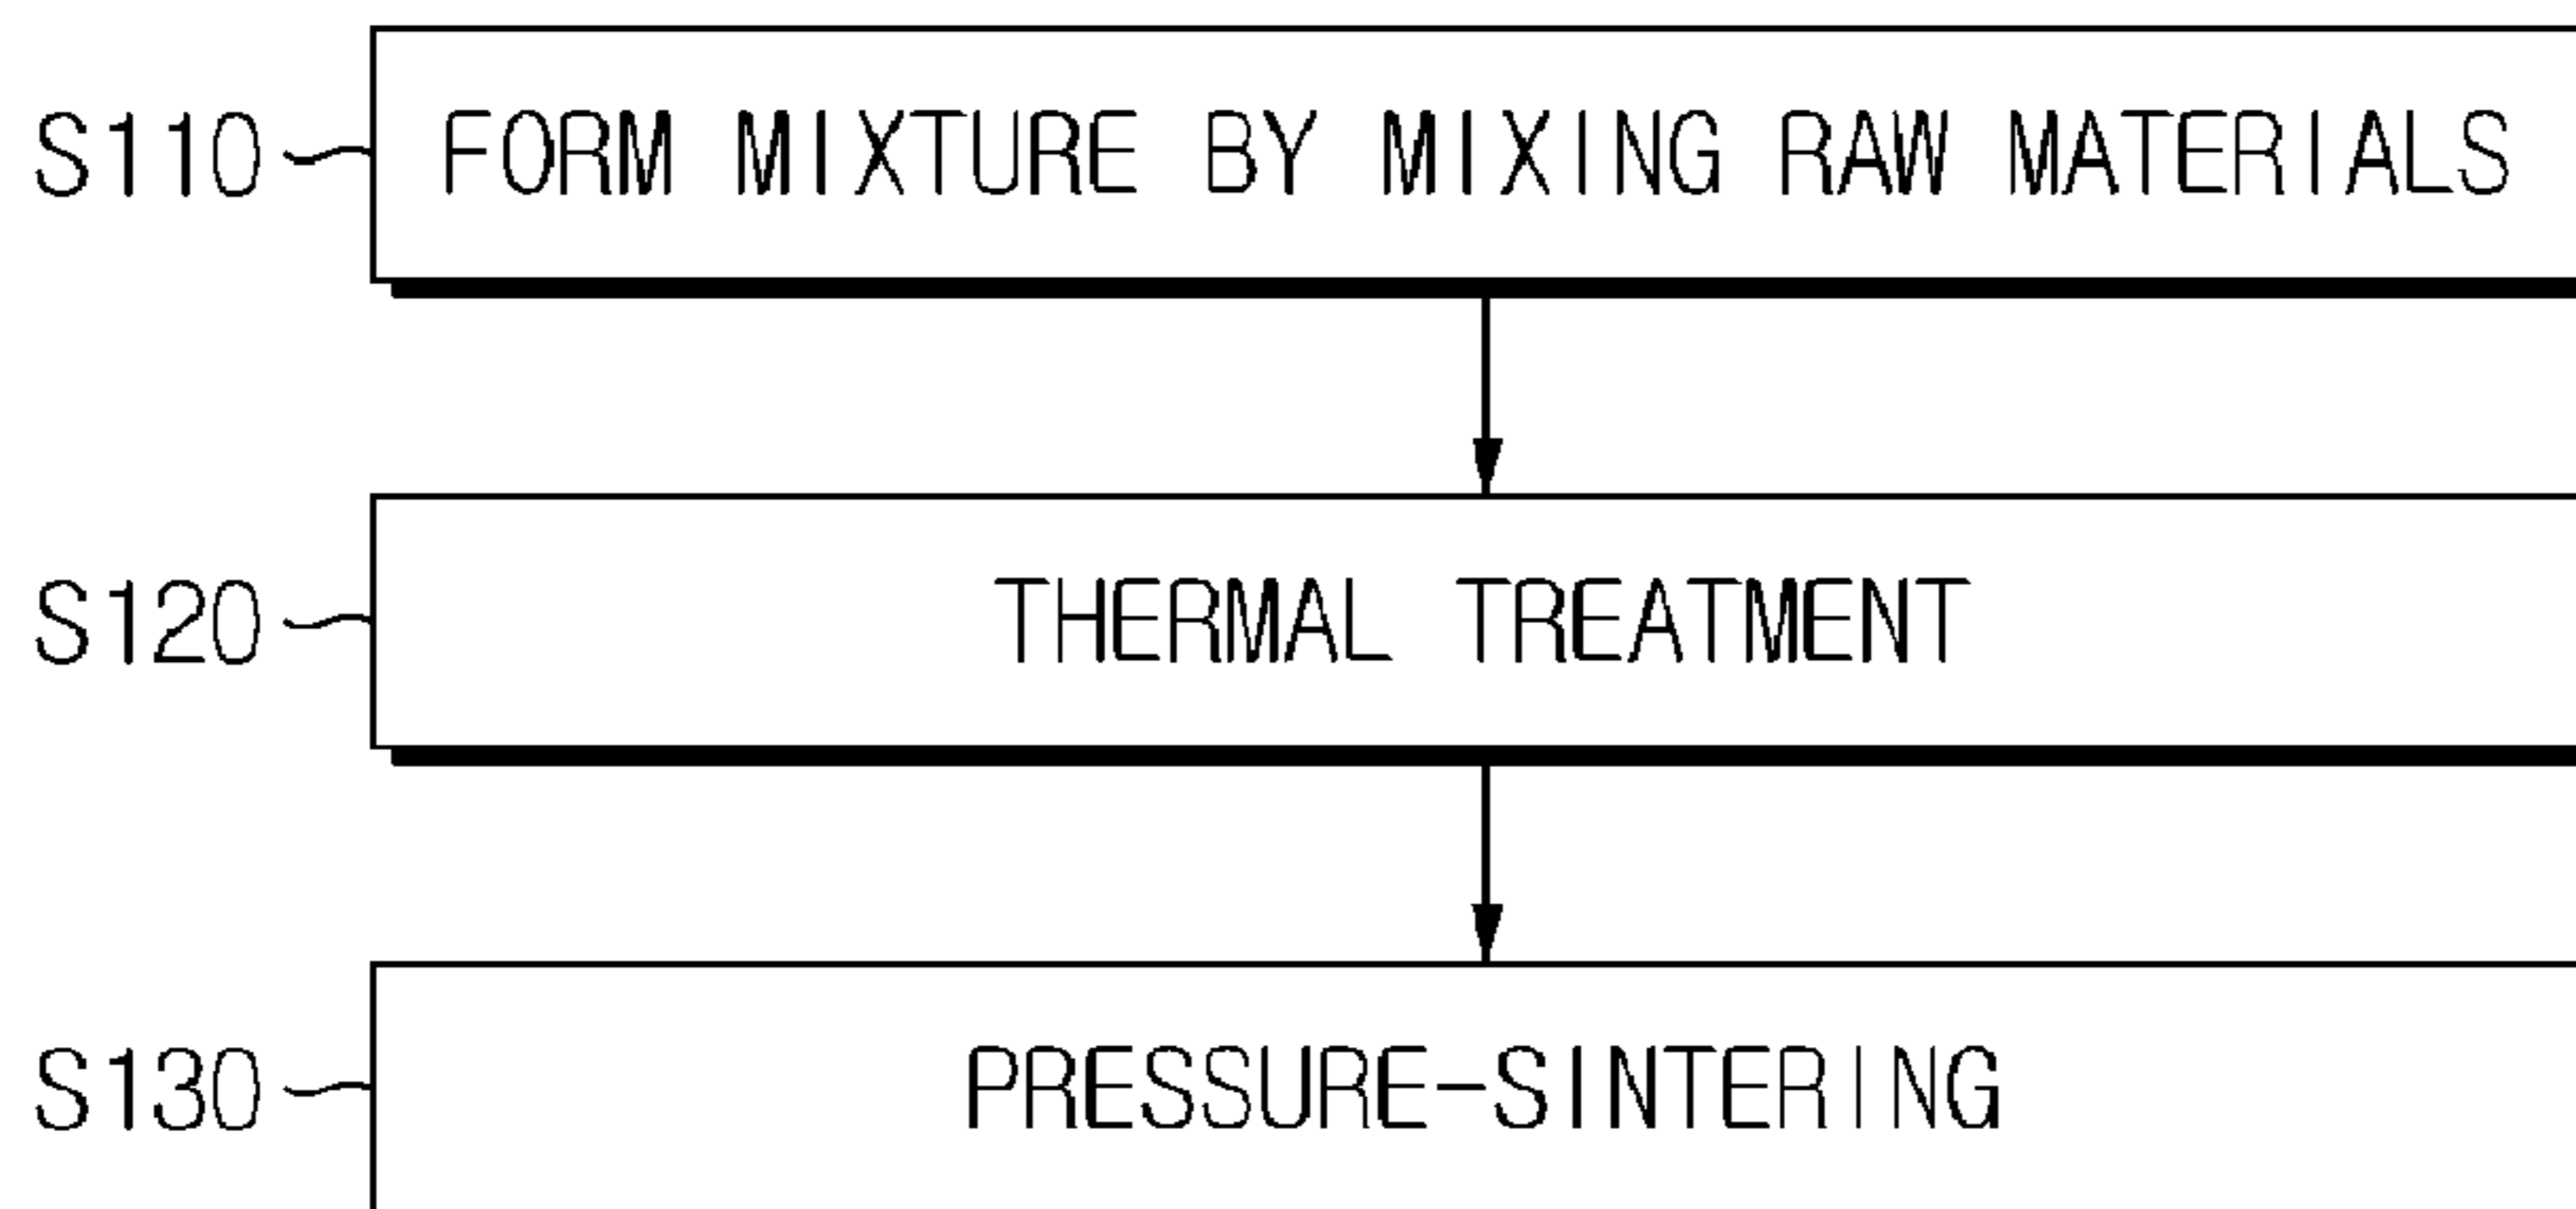 S110 FORM MIXTURE BY MIXING RAW MATERIALS
S120 THERMAL TREATMENT
S130 PRESSURE-SINTERING